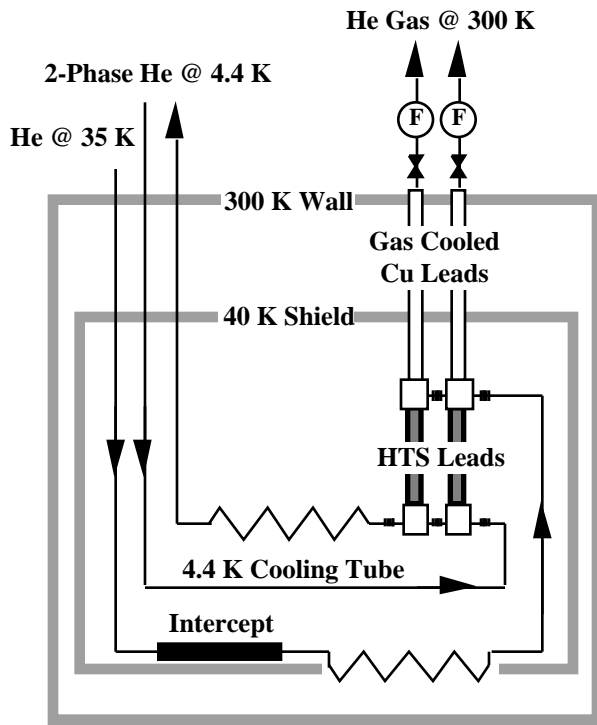 He Gas @ 300 K
2-Phase He @ 4.4 K
He @ 35 K
F F
300 K Wall
Gas Cooled
Cu Leads
40 K Shield
HTS Leads
4.4 K Cooling Tube
Intercept